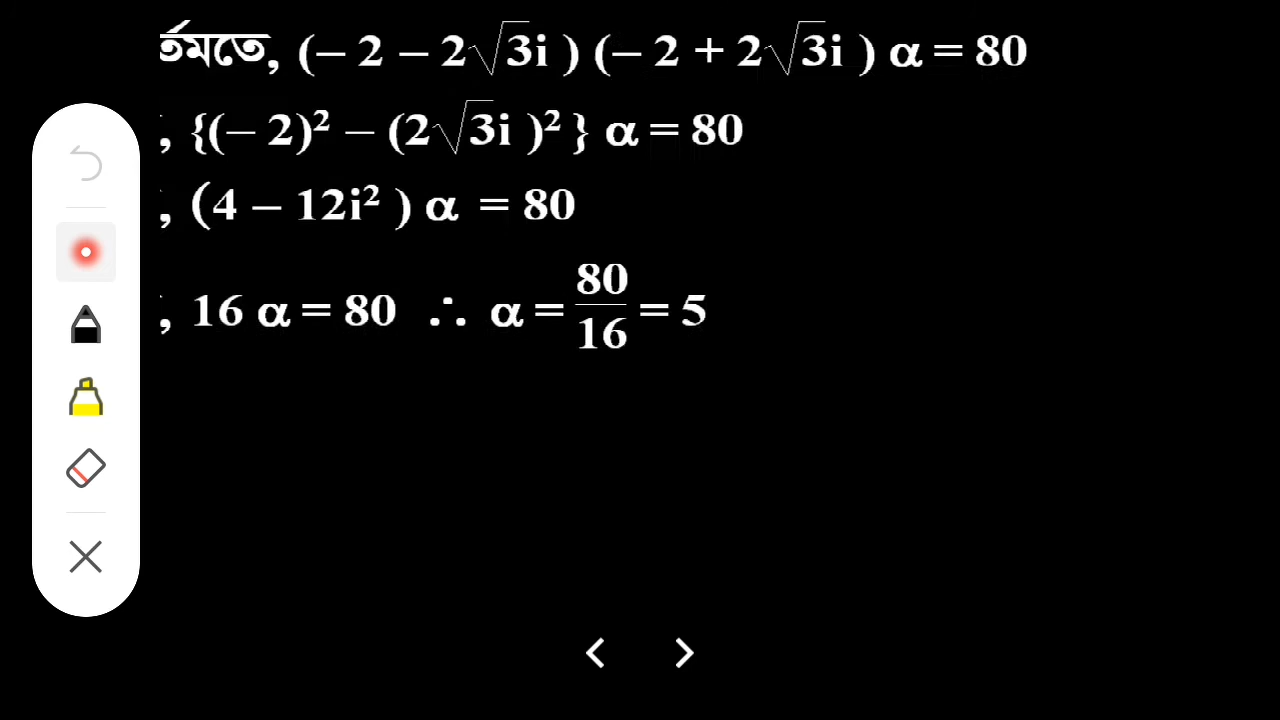 র্তমতে, (– 2 – 2√3i ) (– 2 + 2√3i ) α = 80
, {(– 2)² – (2√3i )² } α = 80
, (4 – 12i² ) α = 80
, 16 α = 80 ∴ α = 80/16 = 5